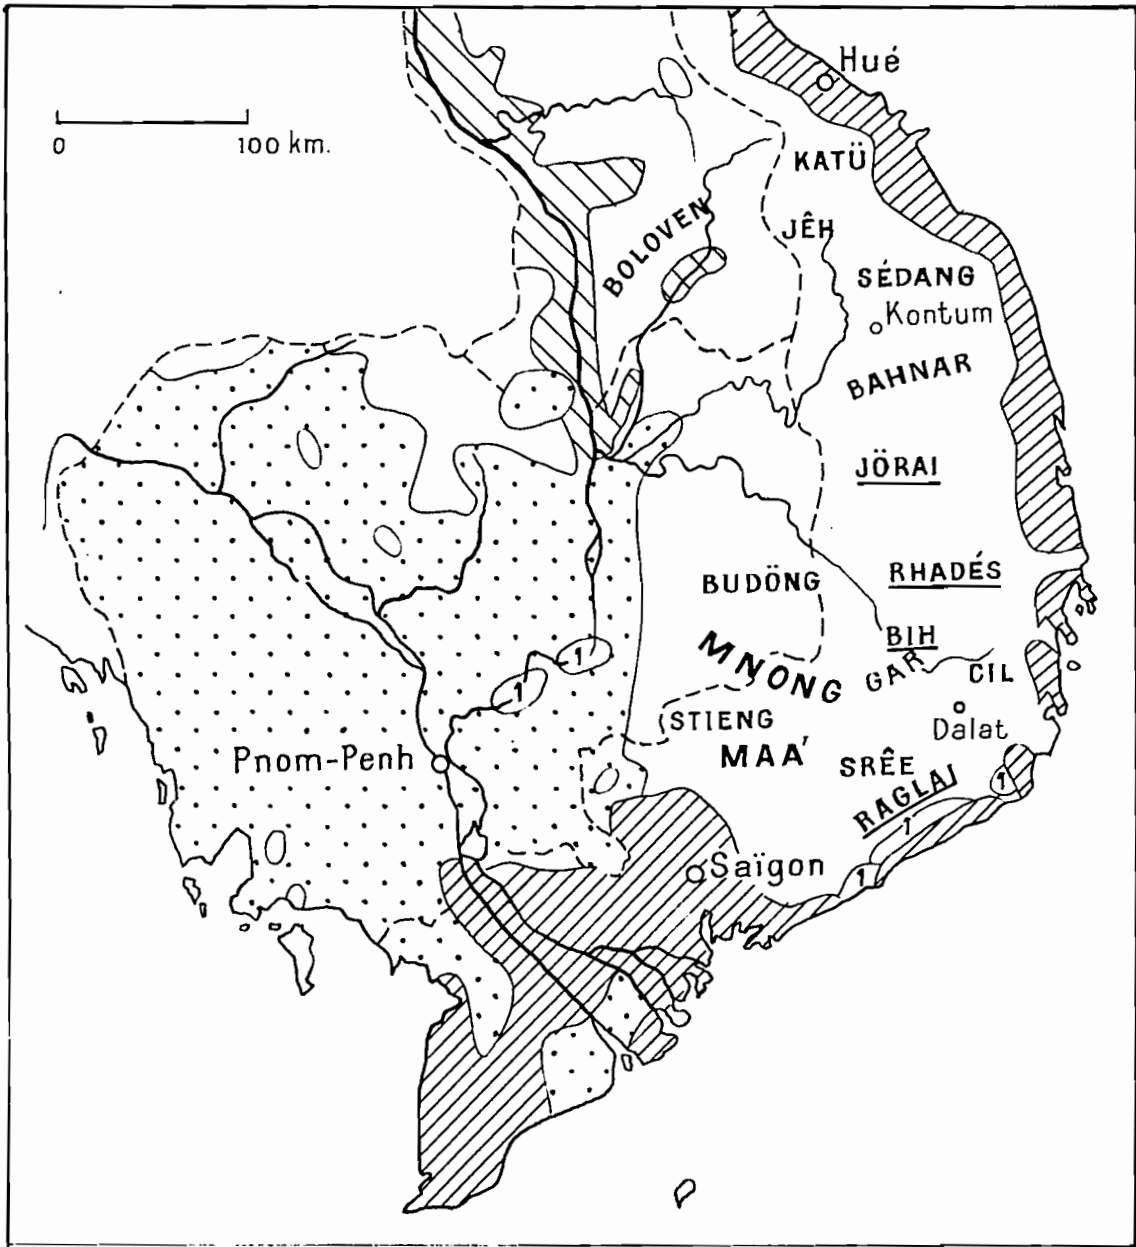 Hué
0 100 km.
KATÜ
BOLOVEN
JÊH
SÉDANG
Kontum
BAHNAR
JÖRAI
RHADÉS
BUDÖNG
BIH
MNONG
GAR
CIL
STIENG
Dalat
MAA'
SRÊE
RAGLAJ
Pnom-Penh
Saïgon
1
1
1
1
1